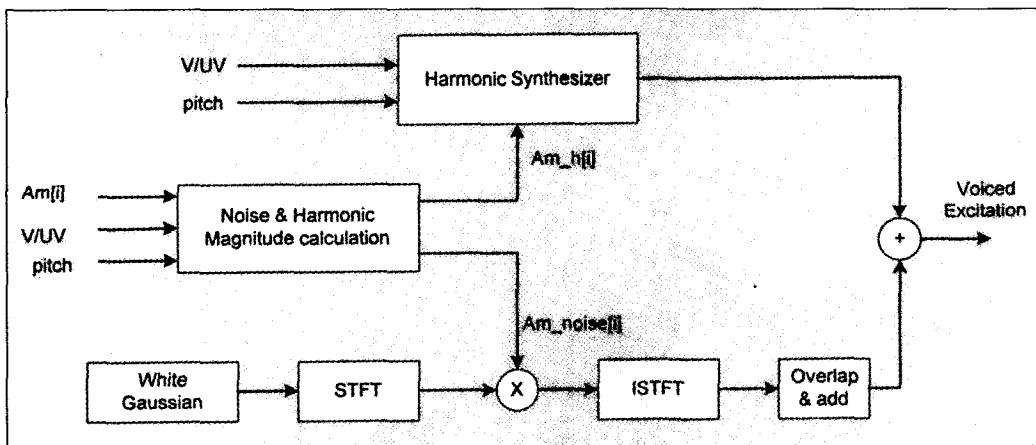 V/UV
pitch
Harmonic Synthesizer
Am_h[i]
Am[i]
V/UV
pitch
Noise & Harmonic
Magnitude calculation
Voiced
Excitation
+
Am_noise[i]
White
Gaussian
STFT
X
ISTFT
Overlap
& add